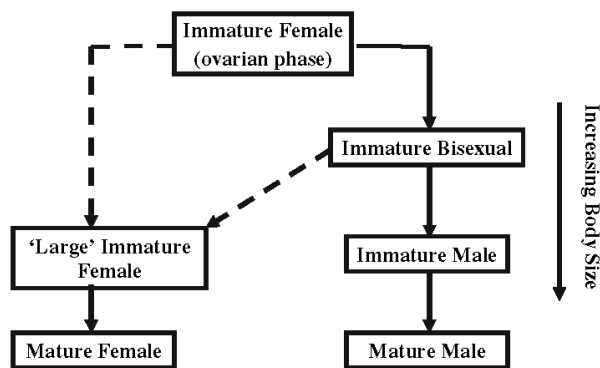 Immature Female
(ovarian phase)
Immature Bisexual
‘Large’ Immature
Female
Immature Male
Mature Female
Mature Male
Increasing Body Size